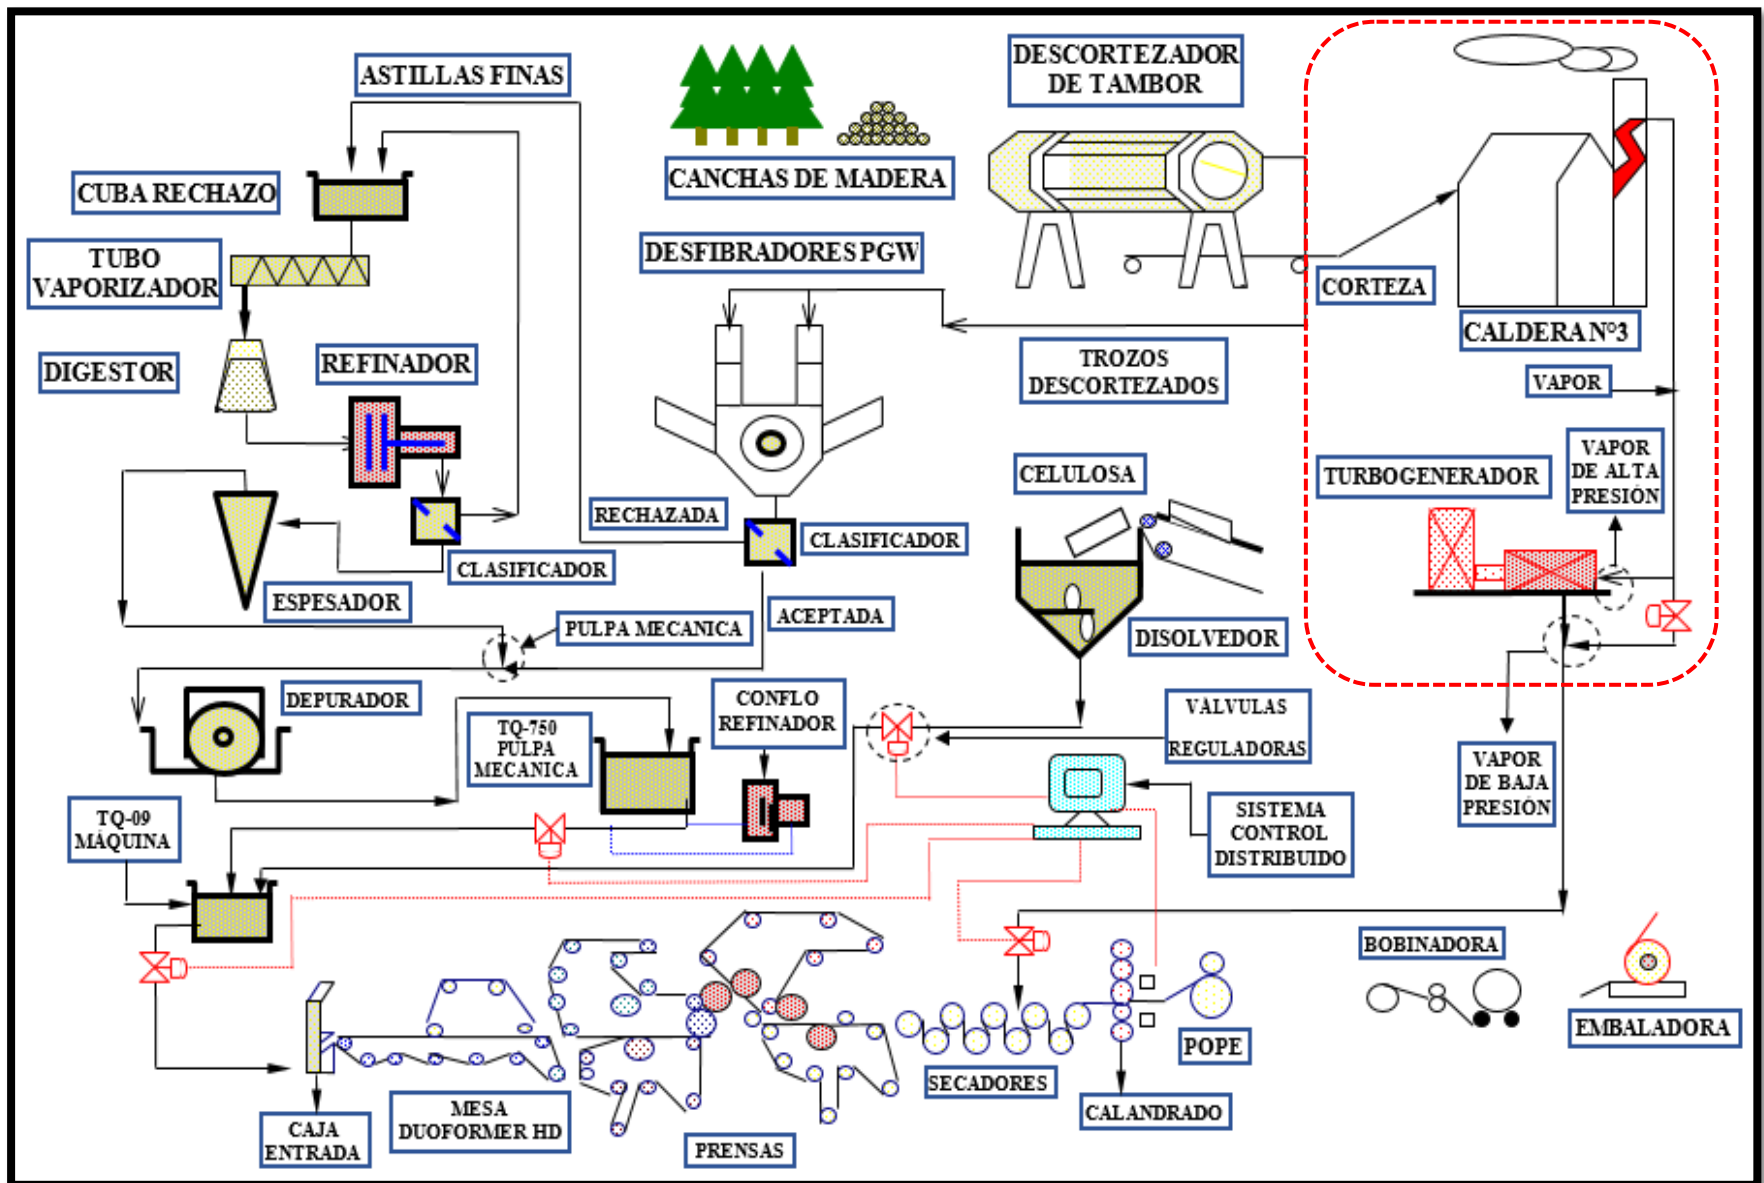 ASTILLAS FINAS
DESCORTEZADOR
DE TAMBOR
CUBA RECHAZO
CANCHAS DE MADERA
TUBO
VAPORIZADOR
DESFIBRADORES PGW
CORTEZA
CALDERA N°3
DIGESTOR
REFINADOR
TROZOS
DESCORTEZADOS
VAPOR
VAPOR
DE ALTA
PRESIÓN
TURBOGENERADOR
CELULOSA
RECHAZADA
CLASIFICADOR
CLASIFICADOR
ESPESADOR
PULPA MECANICA
ACEPTADA
DISOLVEDOR
DEPURADOR
TQ-750
PULPA
MECANICA
CONFLO
REFINADOR
VÁLVULAS
REGULADORAS
VAPOR
DE BAJA
PRESIÓN
TQ-09
MÁQUINA
SISTEMA
CONTROL
DISTRIBUIDO
BOBINADORA
EMBALADORA
POPE
SECADORES
CALANDRADO
MESA
DUOFORMER HD
CAJA
ENTRADA
PRENSAS